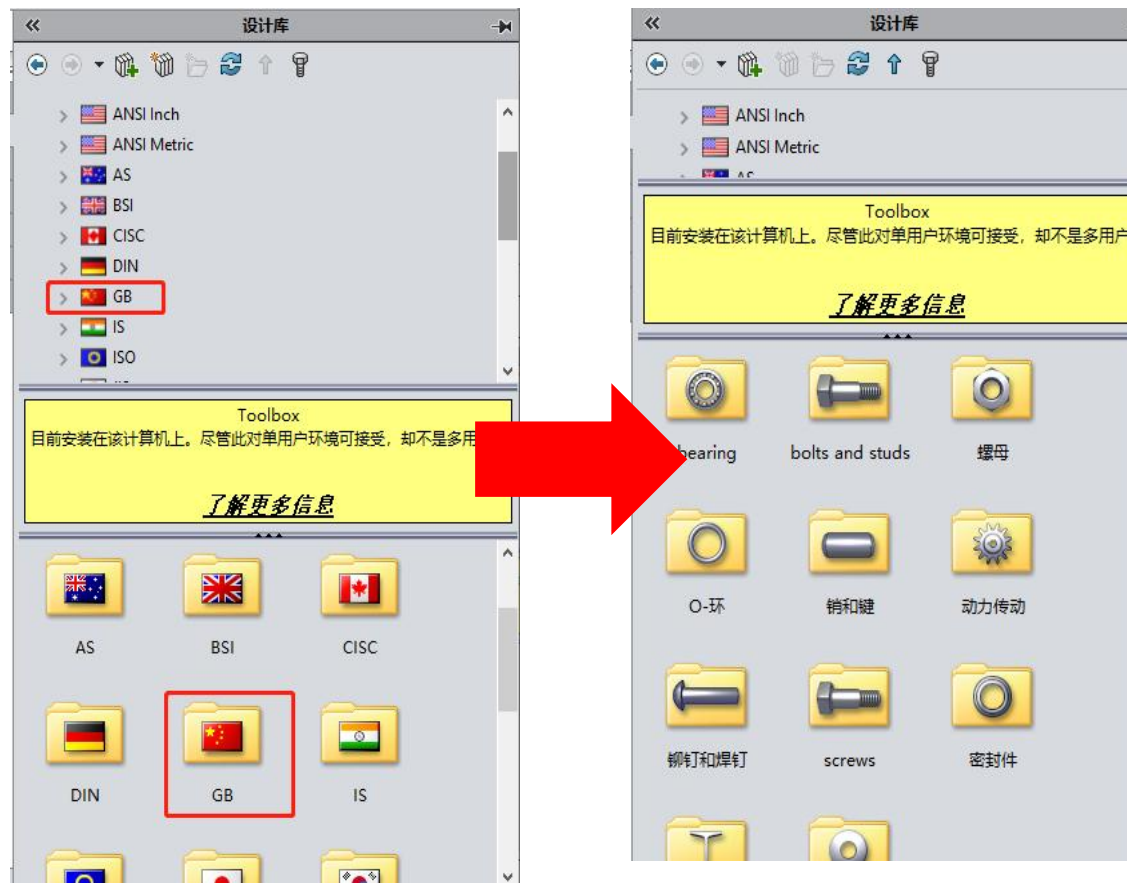 设计库
ANSI Inch
ANSI Metric
AS
BSI
CISC
DIN
GB
IS
ISO
Toolbox
目前安装在该计算机上。尽管此对单用户环境可接受，却不是多用
了解更多信息
AS
BSI
CISC
DIN
GB
IS
设计库
ANSI Inch
ANSI Metric
AS
Toolbox
目前安装在该计算机上。尽管此对单用户环境可接受，却不是多用户
了解更多信息
bearing
bolts and studs
螺母
O-环
销和键
动力传动
铆钉和焊钉
screws
密封件